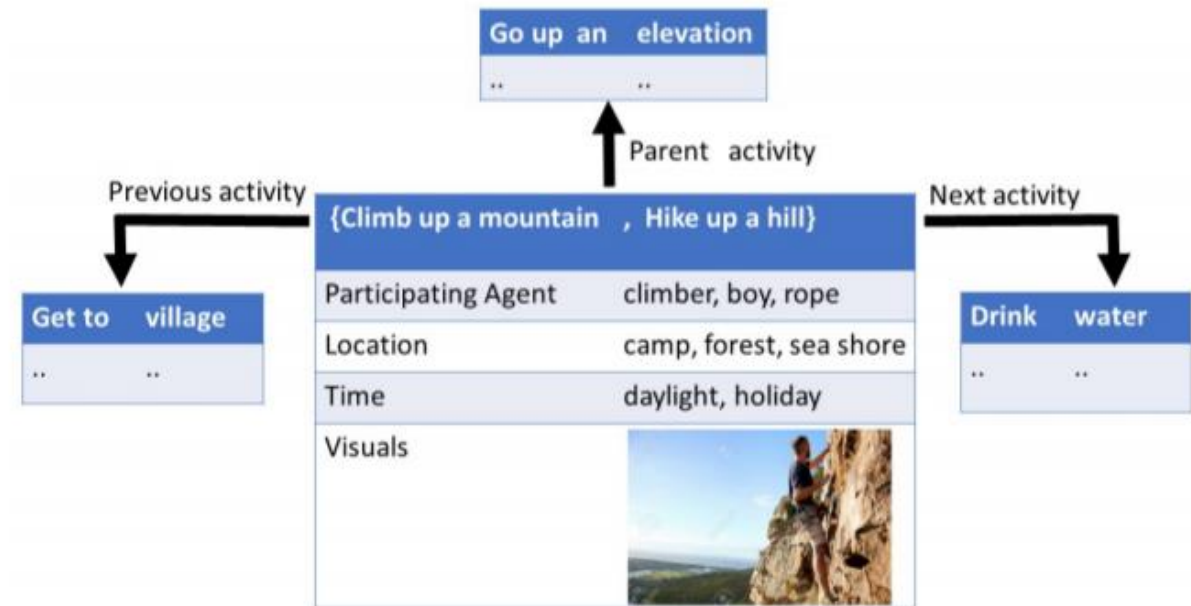 Go up an elevation
.. ..
Parent activity
Previous activity
Next activity
{Climb up a mountain , Hike up a hill}
Participating Agent climber, boy, rope
Location camp, forest, sea shore
Time daylight, holiday
Visuals
Get to village
.. ..
Drink water
.. ..